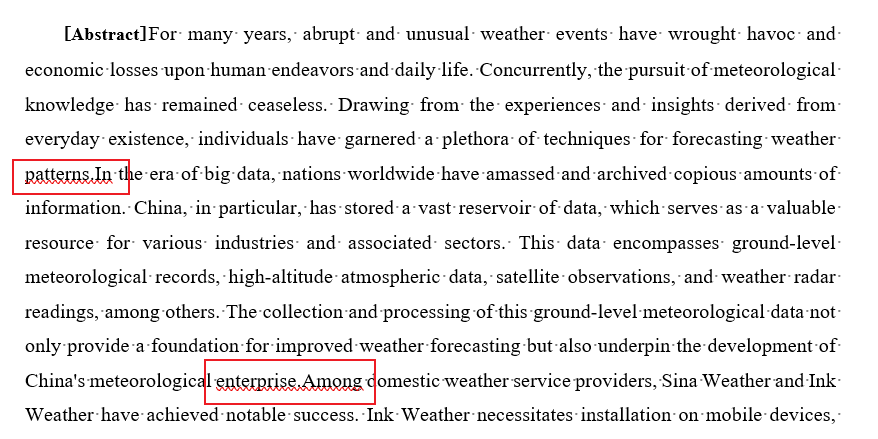 [Abstract]For many years, abrupt and unusual weather events have wrought havoc and
economic losses upon human endeavors and daily life. Concurrently, the pursuit of meteorological
knowledge has remained ceaseless. Drawing from the experiences and insights derived from
everyday existence, individuals have garnered a plethora of techniques for forecasting weather
patterns.In the era of big data, nations worldwide have amassed and archived copious amounts of
information. China, in particular, has stored a vast reservoir of data, which serves as a valuable
resource for various industries and associated sectors. This data encompasses ground-level
meteorological records, high-altitude atmospheric data, satellite observations, and weather radar
readings, among others. The collection and processing of this ground-level meteorological data not
only provide a foundation for improved weather forecasting but also underpin the development of
China's meteorological enterprise.Among domestic weather service providers, Sina Weather and Ink
Weather have achieved notable success. Ink Weather necessitates installation on mobile devices,